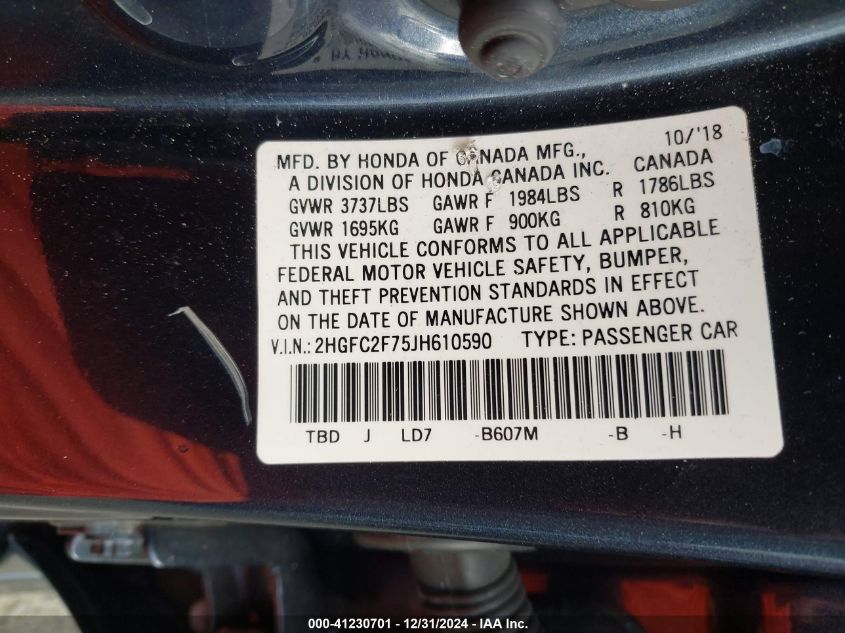 10/'18
MFD. BY HONDA OF CANADA MFG.,
A DIVISION OF HONDA CANADA INC. CANADA
GVWR 3737LBS GAWR F 1984LBS R 1786LBS
GVWR 1695KG GAWR F 900KG R 810KG
THIS VEHICLE CONFORMS TO ALL APPLICABLE
FEDERAL MOTOR VEHICLE SAFETY, BUMPER,
AND THEFT PREVENTION STANDARDS IN EFFECT
ON THE DATE OF MANUFACTURE SHOWN ABOVE.
V.I.N.: 2HGFC2F75JH610590 TYPE: PASSENGER CAR
TBD J LD7 -B607M -B -H
000-41230701 - 12/31/2024 - IAA Inc.